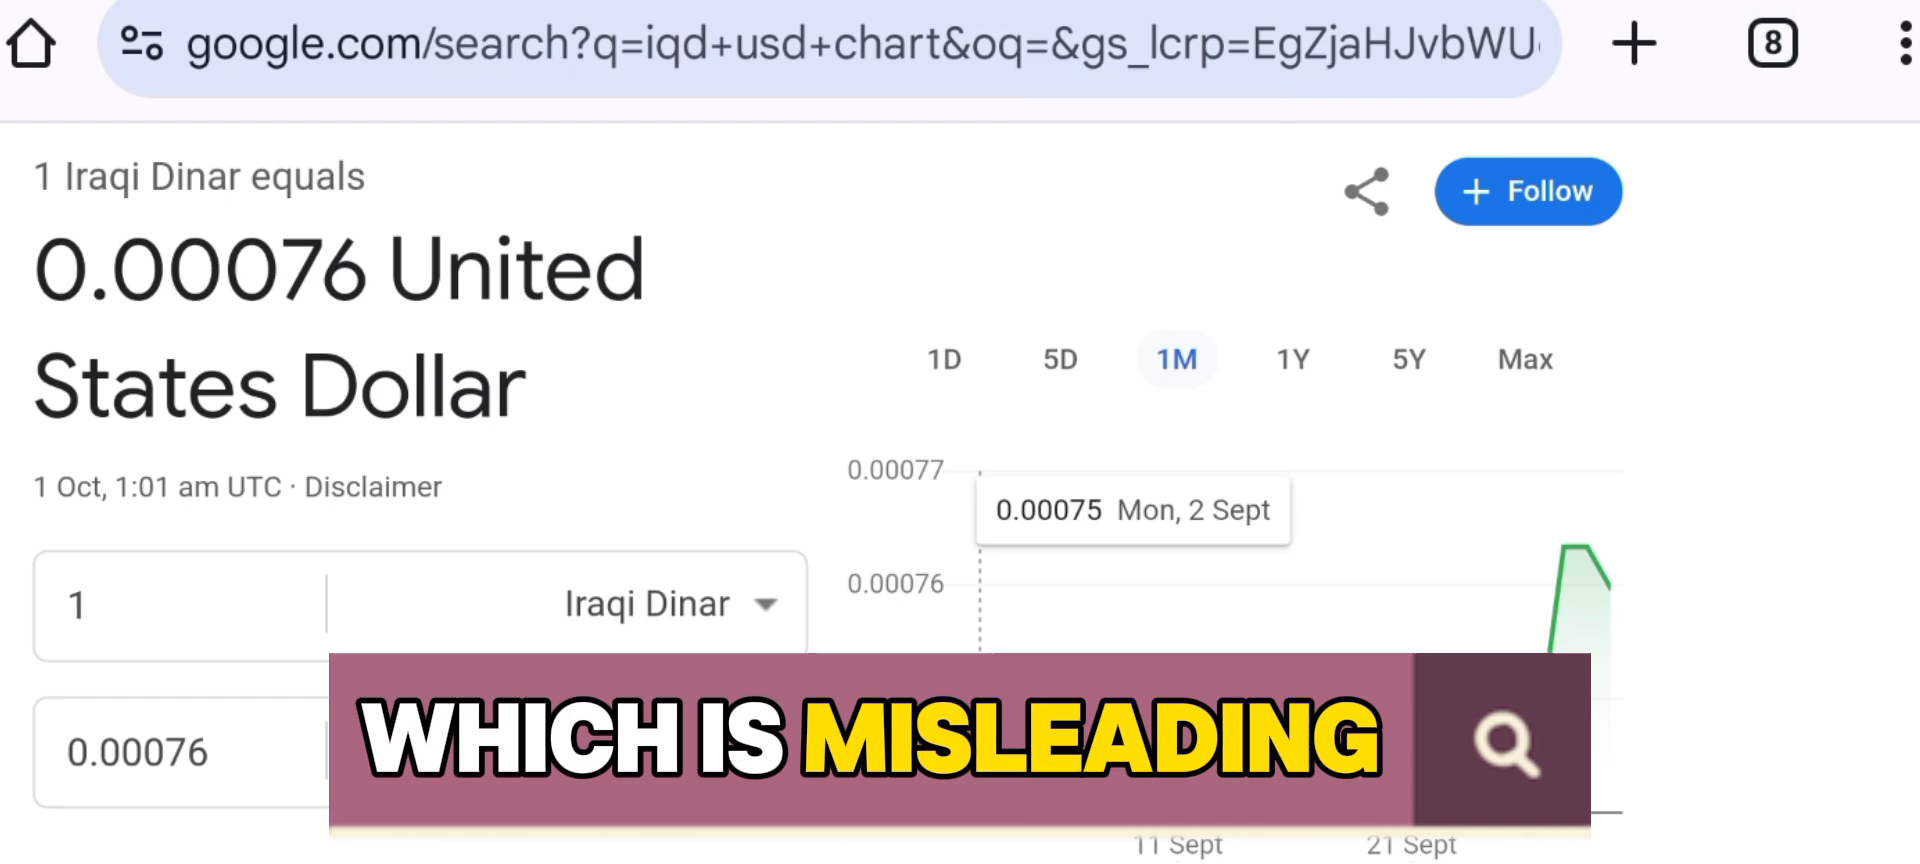 google.com/search?q=iqd+usd+chart&oq=&gs_lcrp=EgZjaHJvbWU
8
1 Iraqi Dinar equals
0.00076 United
States Dollar
1 Oct, 1:01 am UTC · Disclaimer
+ Follow
1D 5D 1M 1Y 5Y Max
0.00077
0.00075 Mon, 2 Sept
0.00076
1 Iraqi Dinar
0.00076
WHICH IS MISLEADING
11 Sept 21 Sept